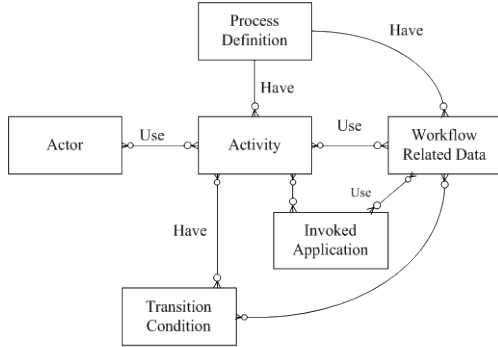 Process
Definition
Have
Have
Actor
Use
Activity
Use
Workflow
Related Data
Use
Have
Invoked
Application
Transition
Condition